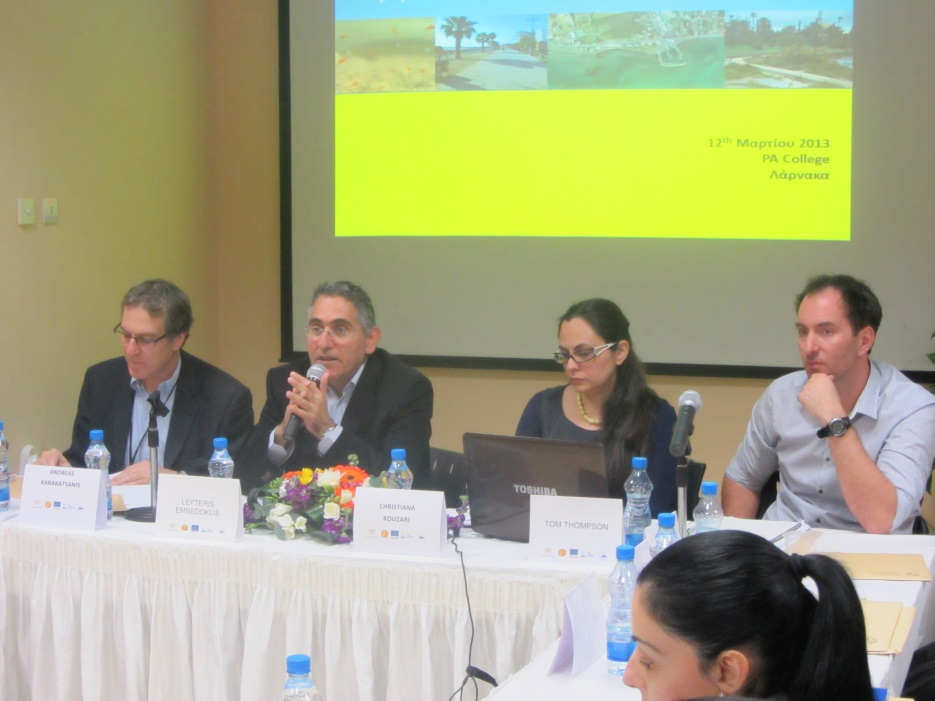 12th Μαρτίου 2013
PA College
Λάρνακα
ANDREAS
KARAKATSANIS
LEFTERIS
EMBEDOKLIS
CHRISTIANA
KOUZARI
TOSHIBA
TOM THOMPSON